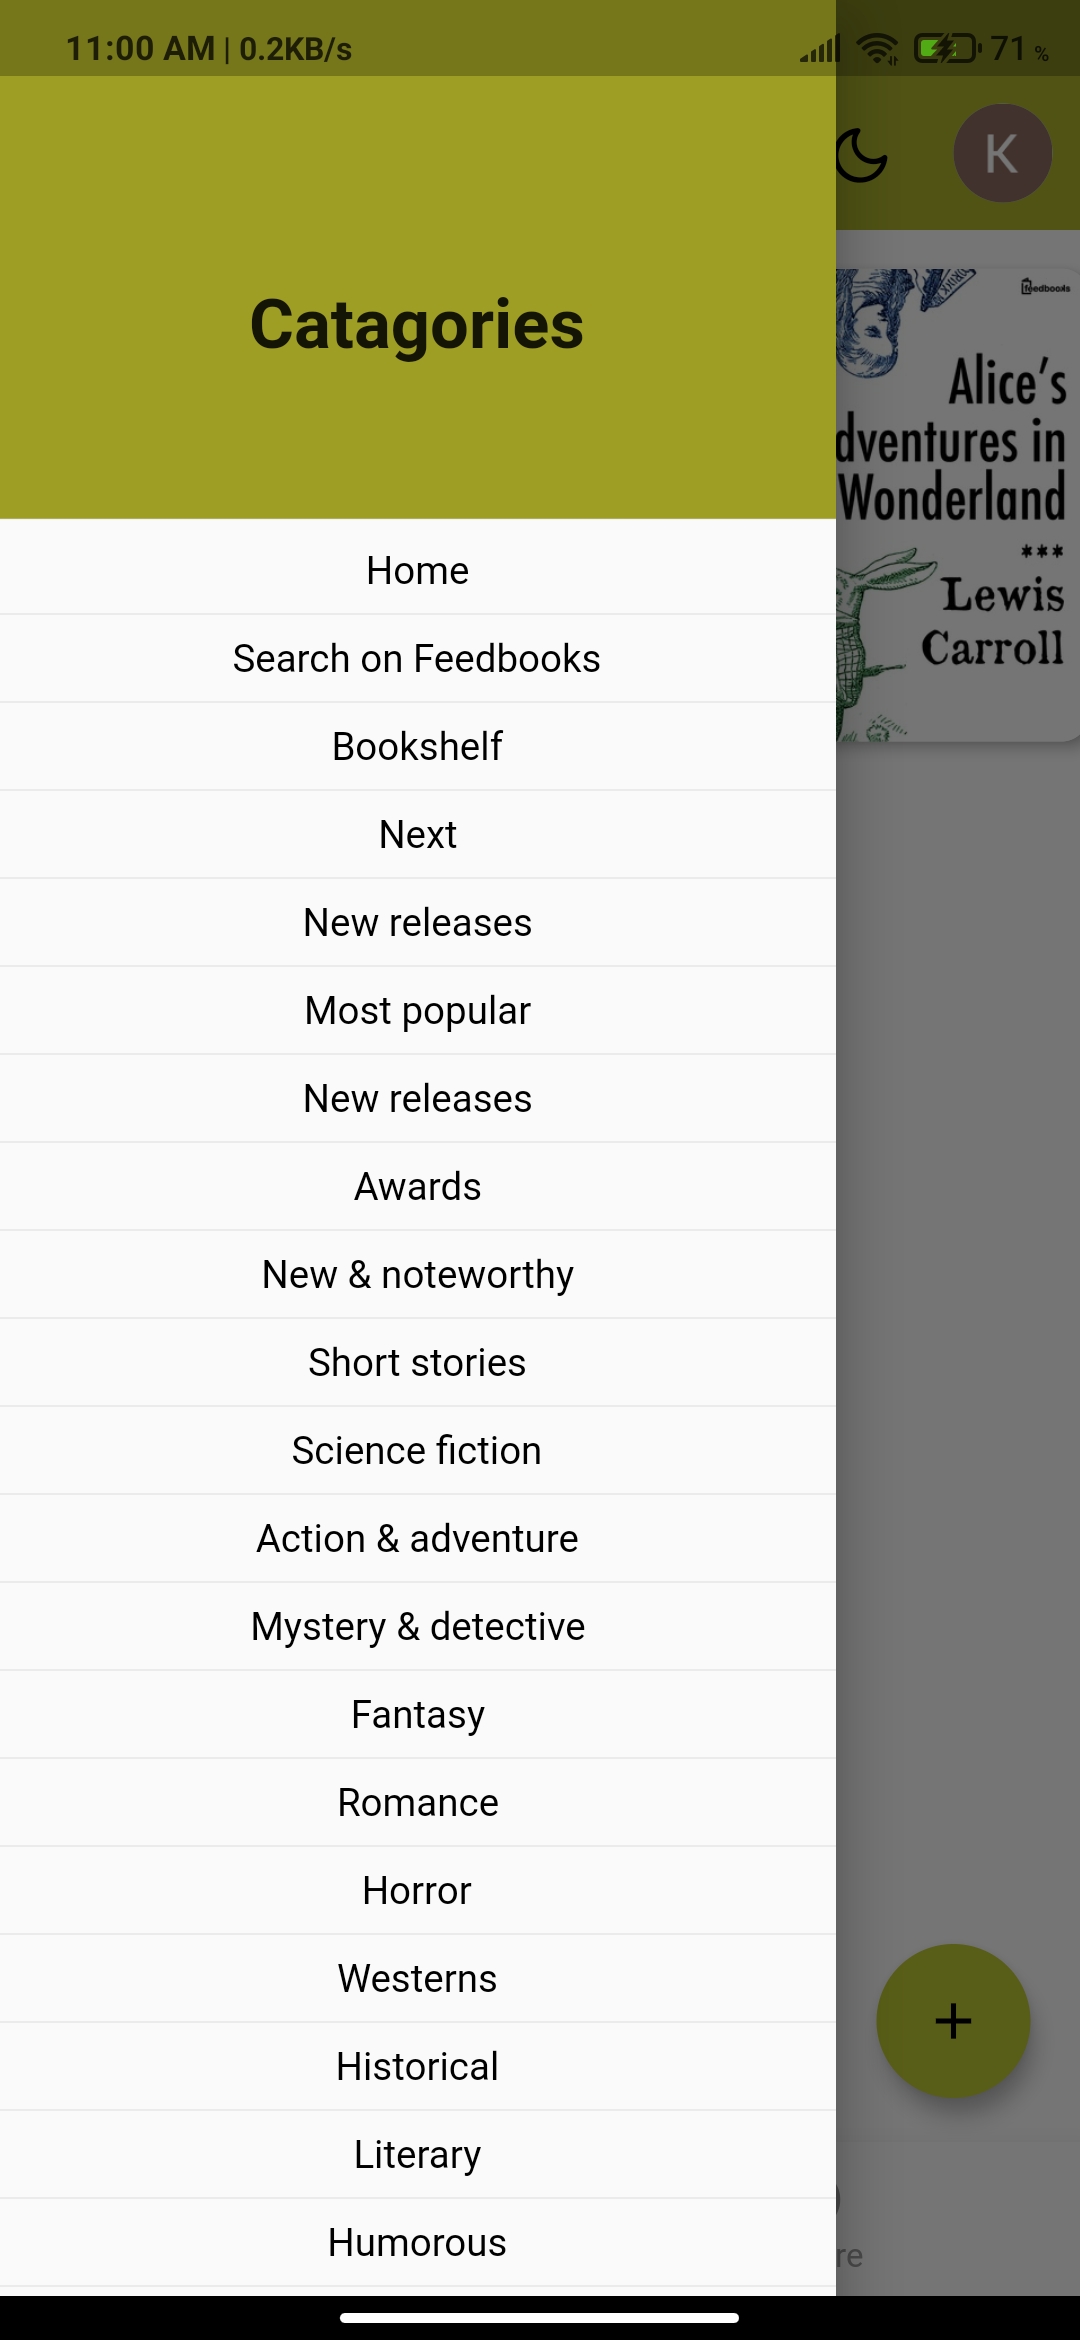 11:00 AM | 0.2KB/s
71 %
K
Catagories
Home
Search on Feedbooks
Bookshelf
Next
New releases
Most popular
New releases
Awards
New & noteworthy
Short stories
Science fiction
Action & adventure
Mystery & detective
Fantasy
Romance
Horror
Westerns
Historical
Literary
Humorous
feedbooks
Alice's
dventures in
Wonderland
***
Lewis
Carroll
+
re